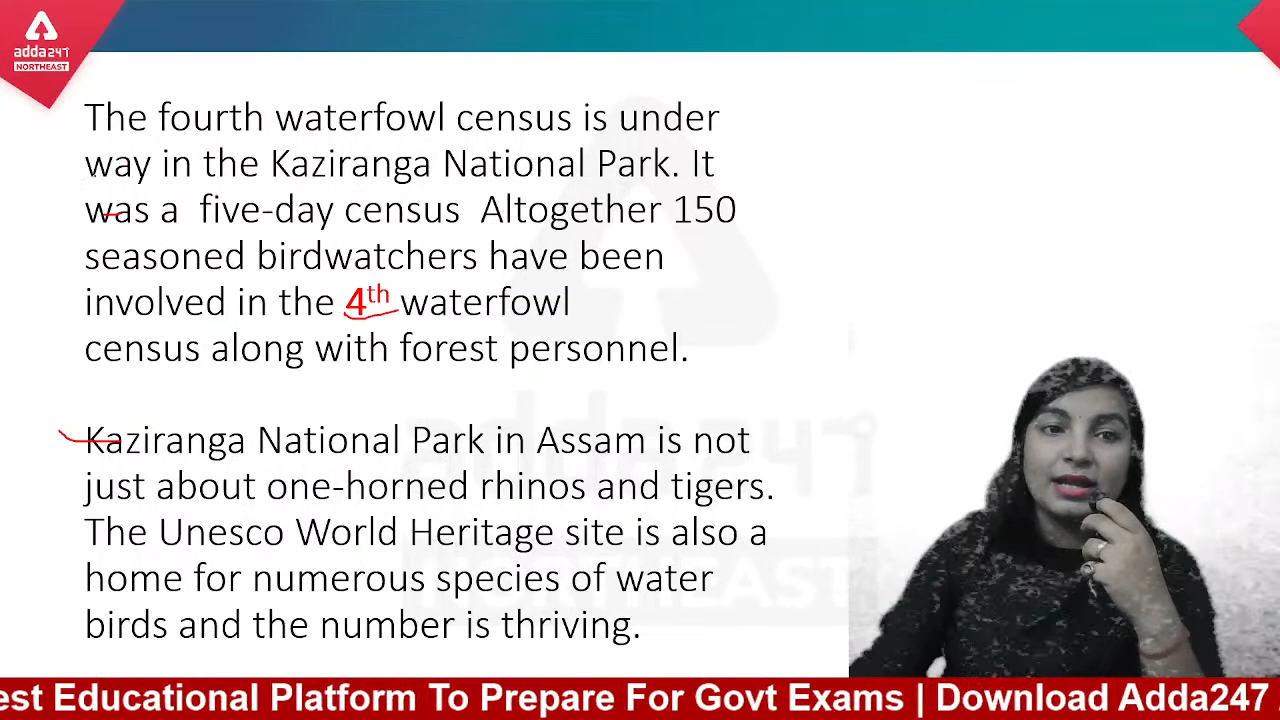 adda247
NORTHEAST
The fourth waterfowl census is under
way in the Kaziranga National Park. It
was a five-day census Altogether 150
seasoned birdwatchers have been
involved in the 4th waterfowl
census along with forest personnel.
Kaziranga National Park in Assam is not
just about one-horned rhinos and tigers.
The Unesco World Heritage site is also a
home for numerous species of water
birds and the number is thriving.
adda247
NORTHEAST
est Educational Platform To Prepare For Govt Exams | Download Adda247